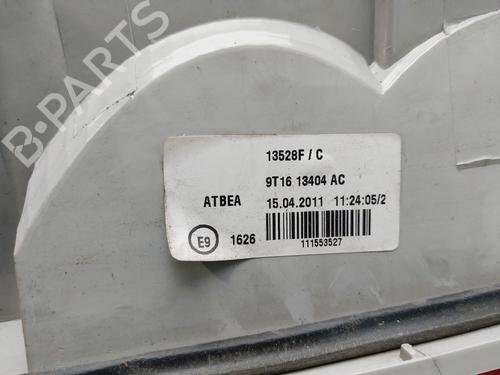 B-PARTS
13528F / C
9T16 13404 AC
ATBEA 15.04.2011 11:24:05/2
E9 1626
111553527